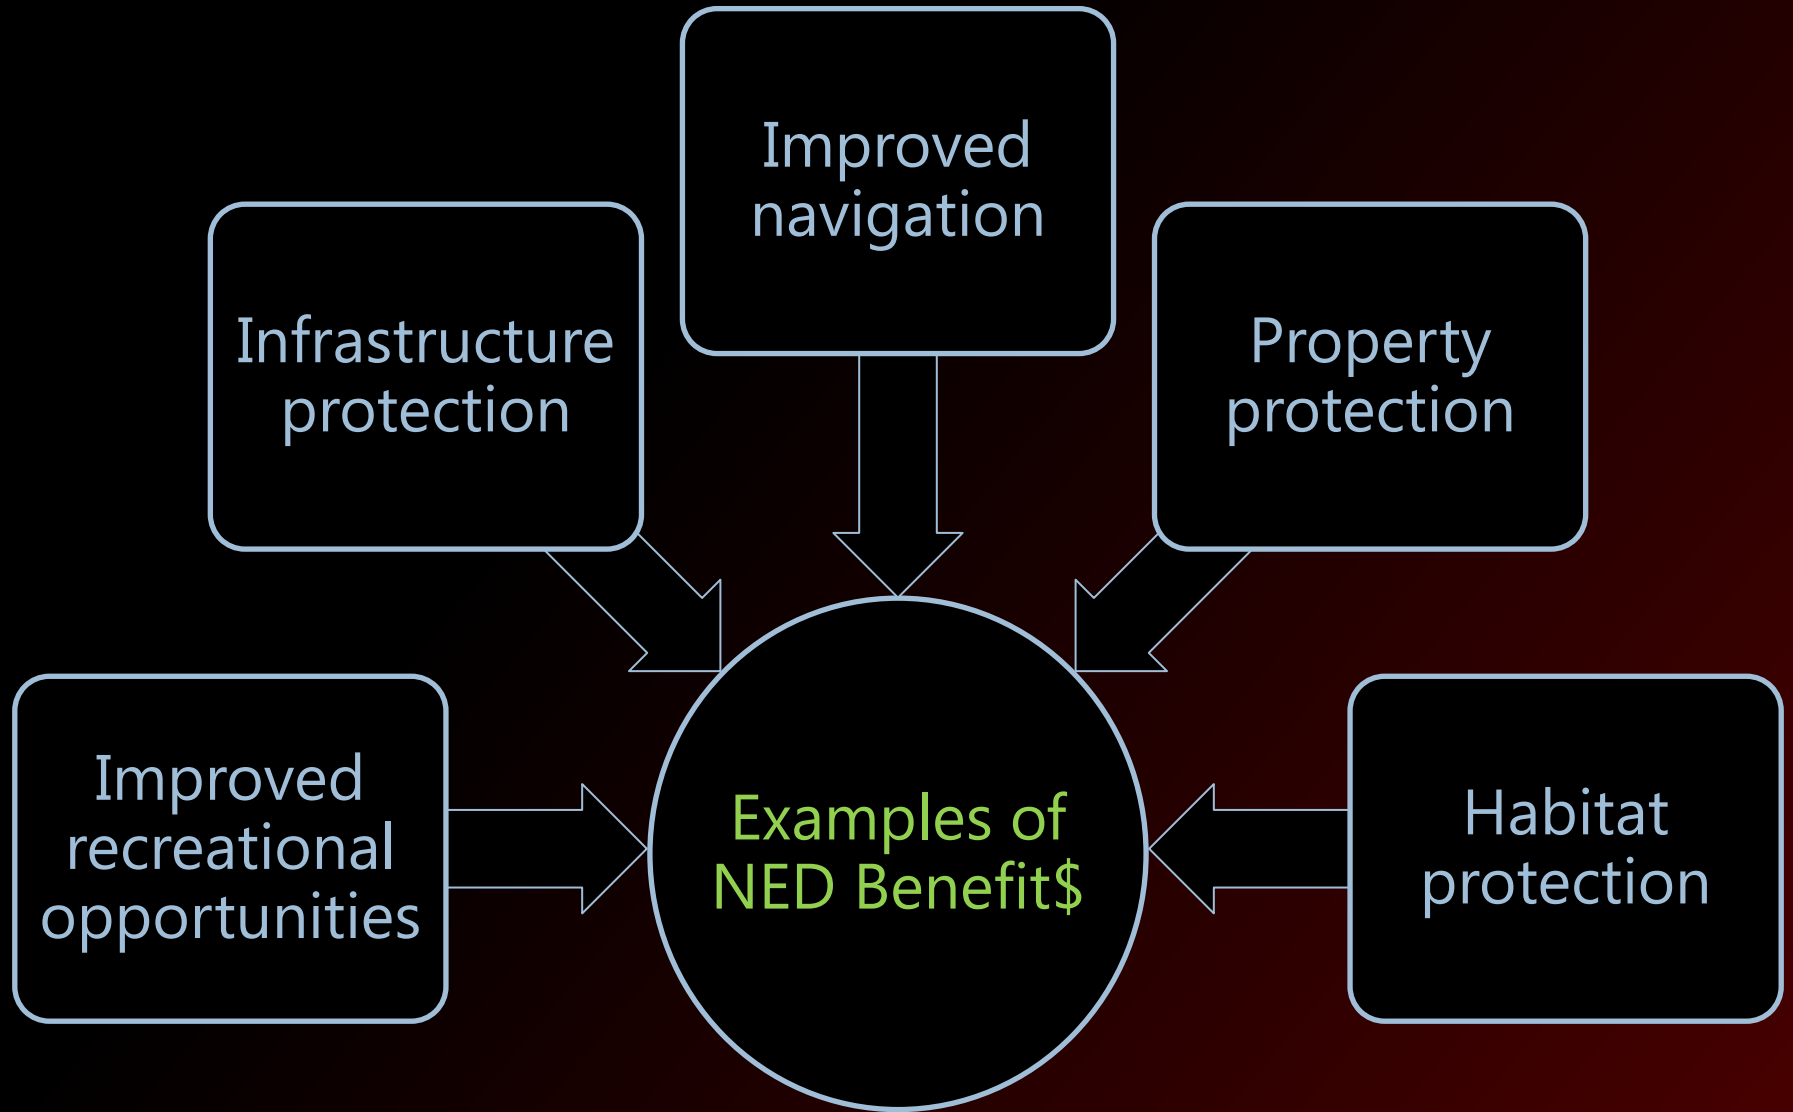 Improved
navigation
Infrastructure
protection
Property
protection
Improved
recreational
opportunities
Examples of
NED Benefit$
Habitat
protection